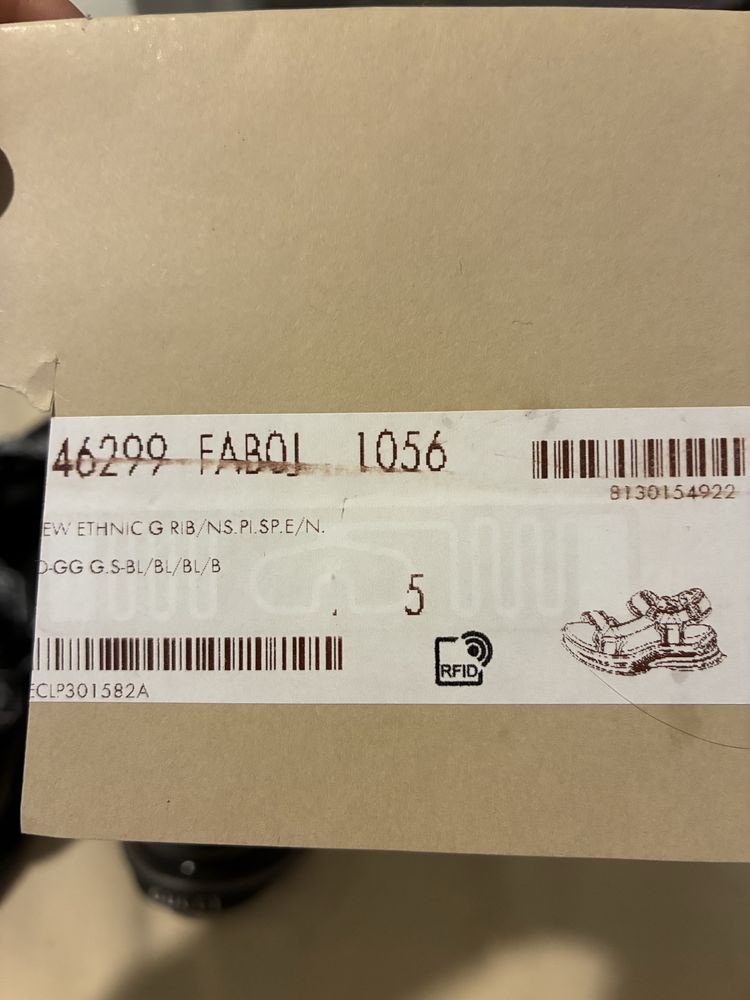 46299 FABOJ 1056
8130154922
EW ETHNIC G RIB/NS.PI.SP.E/N.
D-GG G.S-BL/BL/BL/B
. 5
RFID
ECLP301582A